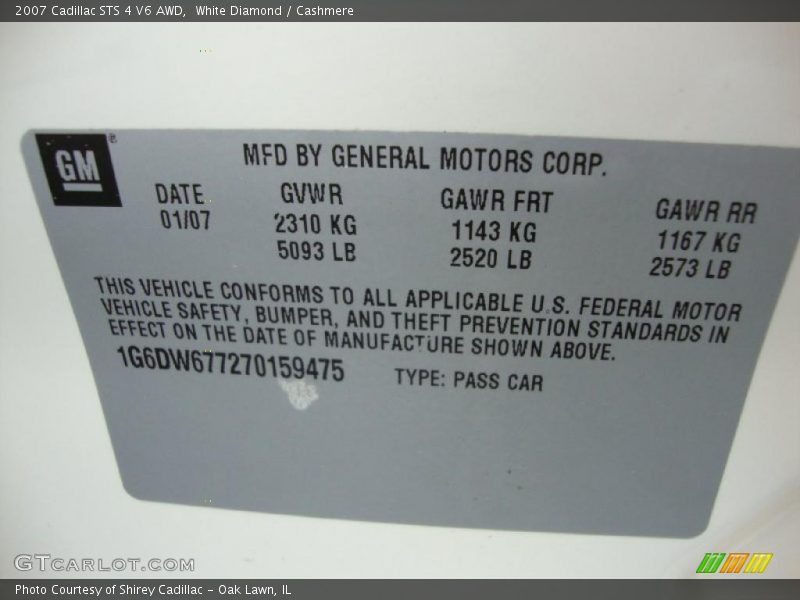 2007 Cadillac STS 4 V6 AWD, White Diamond / Cashmere
GM ®
MFD BY GENERAL MOTORS CORP.
DATE GVWR GAWR FRT GAWR RR
01/07 2310 KG 1143 KG 1167 KG
5093 LB 2520 LB 2573 LB
THIS VEHICLE CONFORMS TO ALL APPLICABLE U.S. FEDERAL MOTOR
VEHICLE SAFETY, BUMPER, AND THEFT PREVENTION STANDARDS IN
EFFECT ON THE DATE OF MANUFACTURE SHOWN ABOVE.
1G6DW677270159475 TYPE: PASS CAR
GTCARLOT.COM
Photo Courtesy of Shirey Cadillac - Oak Lawn, IL